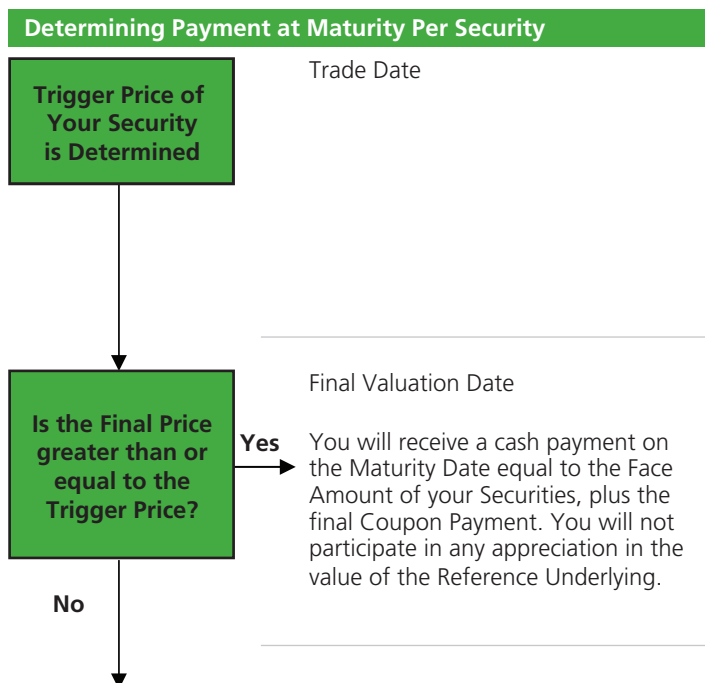 Determining Payment at Maturity Per Security
Trigger Price of
Your Security
is Determined
Trade Date
Is the Final Price
greater than or
equal to the
Trigger Price?
Yes
Final Valuation Date
You will receive a cash payment on
the Maturity Date equal to the Face
Amount of your Securities, plus the
final Coupon Payment. You will not
participate in any appreciation in the
value of the Reference Underlying.
No